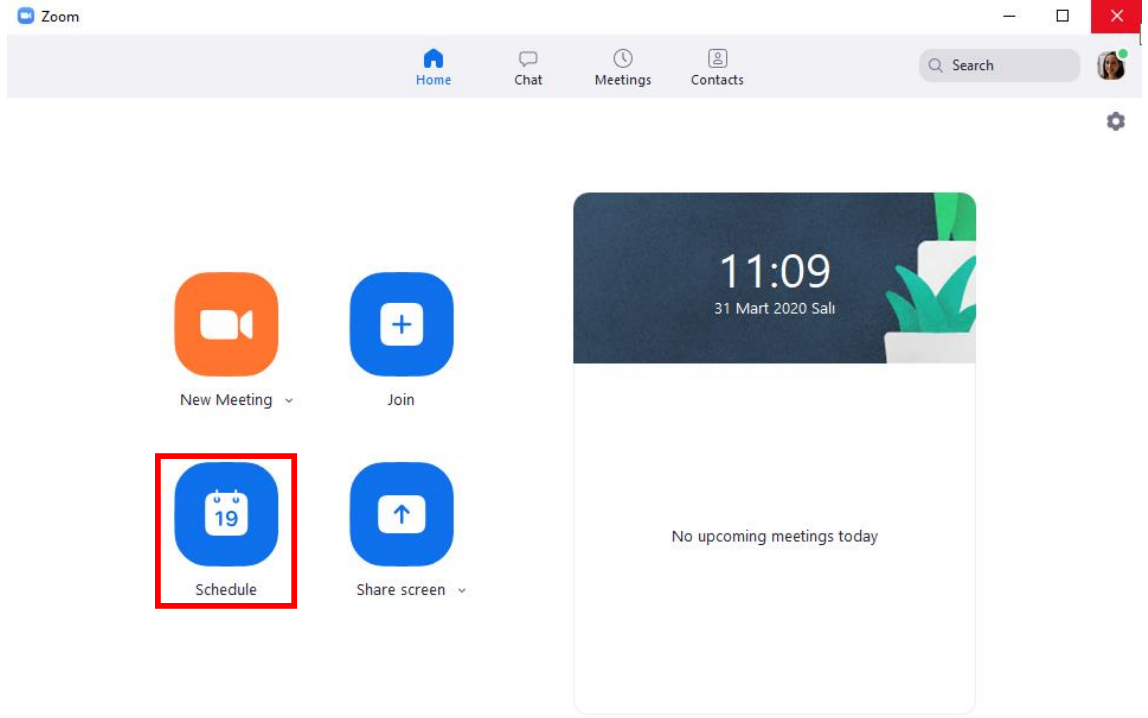 Zoom
Home
Chat
Meetings
Contacts
Search
11:09
31 Mart 2020 Salı
New Meeting
Join
19
Schedule
Share screen
No upcoming meetings today